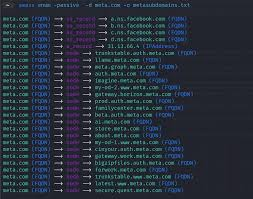 amass enum -passive -d meta.com -o metasubdomains.txt
meta.com (FQDN) → ns_record → a.ns.facebook.com (FQDN)
meta.com (FQDN) → ns_record → b.ns.facebook.com (FQDN)
meta.com (FQDN) → ns_record → c.ns.facebook.com (FQDN)
meta.com (FQDN) → ns_record → d.ns.facebook.com (FQDN)
meta.com (FQDN) → a_record → 31.13.66.4 (IPAddress)
meta.com (FQDN) → node → trunkstable.auth.meta.com (FQDN)
meta.com (FQDN) → node → llama.meta.com (FQDN)
meta.com (FQDN) → node → meta.graph.meta.com (FQDN)
meta.com (FQDN) → node → auth.meta.com (FQDN)
meta.com (FQDN) → node → imagine.meta.com (FQDN)
meta.com (FQDN) → node → my-od-2.www.meta.com (FQDN)
meta.com (FQDN) → node → gateway.horizon.meta.com (FQDN)
meta.com (FQDN) → node → prod.auth.meta.com (FQDN)
meta.com (FQDN) → node → familycenter.meta.com (FQDN)
meta.com (FQDN) → node → beta.auth.meta.com (FQDN)
meta.com (FQDN) → node → ai.meta.com (FQDN)
meta.com (FQDN) → node → store.meta.com (FQDN)
meta.com (FQDN) → node → about.meta.com (FQDN)
meta.com (FQDN) → node → my-od-1.www.meta.com (FQDN)
meta.com (FQDN) → node → auth.meta.com (FQDN)
meta.com (FQDN) → node → gateway.work.meta.com (FQDN)
meta.com (FQDN) → node → bigzipfiles.auth.meta.com (FQDN)
meta.com (FQDN) → node → forwork.meta.com (FQDN)
meta.com (FQDN) → node → trunkstable.www.meta.com (FQDN)
meta.com (FQDN) → node → latest.www.meta.com (FQDN)
meta.com (FQDN) → node → secure.quest.meta.com (FQDN)